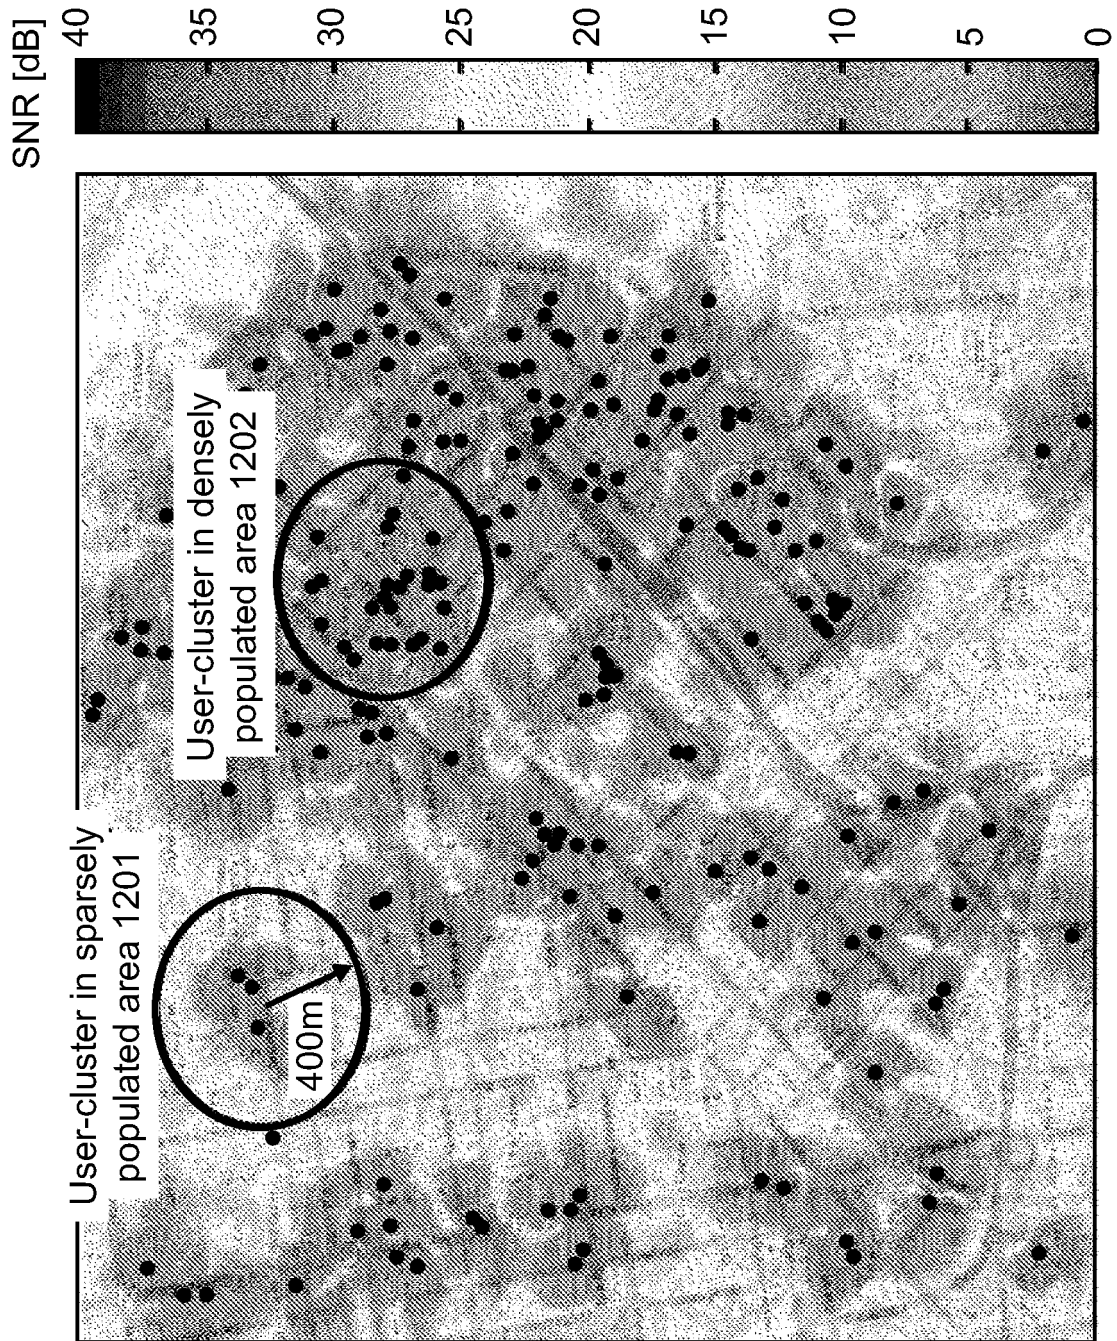 SNR [dB]
40
35
30
25
20
15
10
5
0
User-cluster in densely
populated area 1202
User-cluster in sparsely
populated area 1201
400m